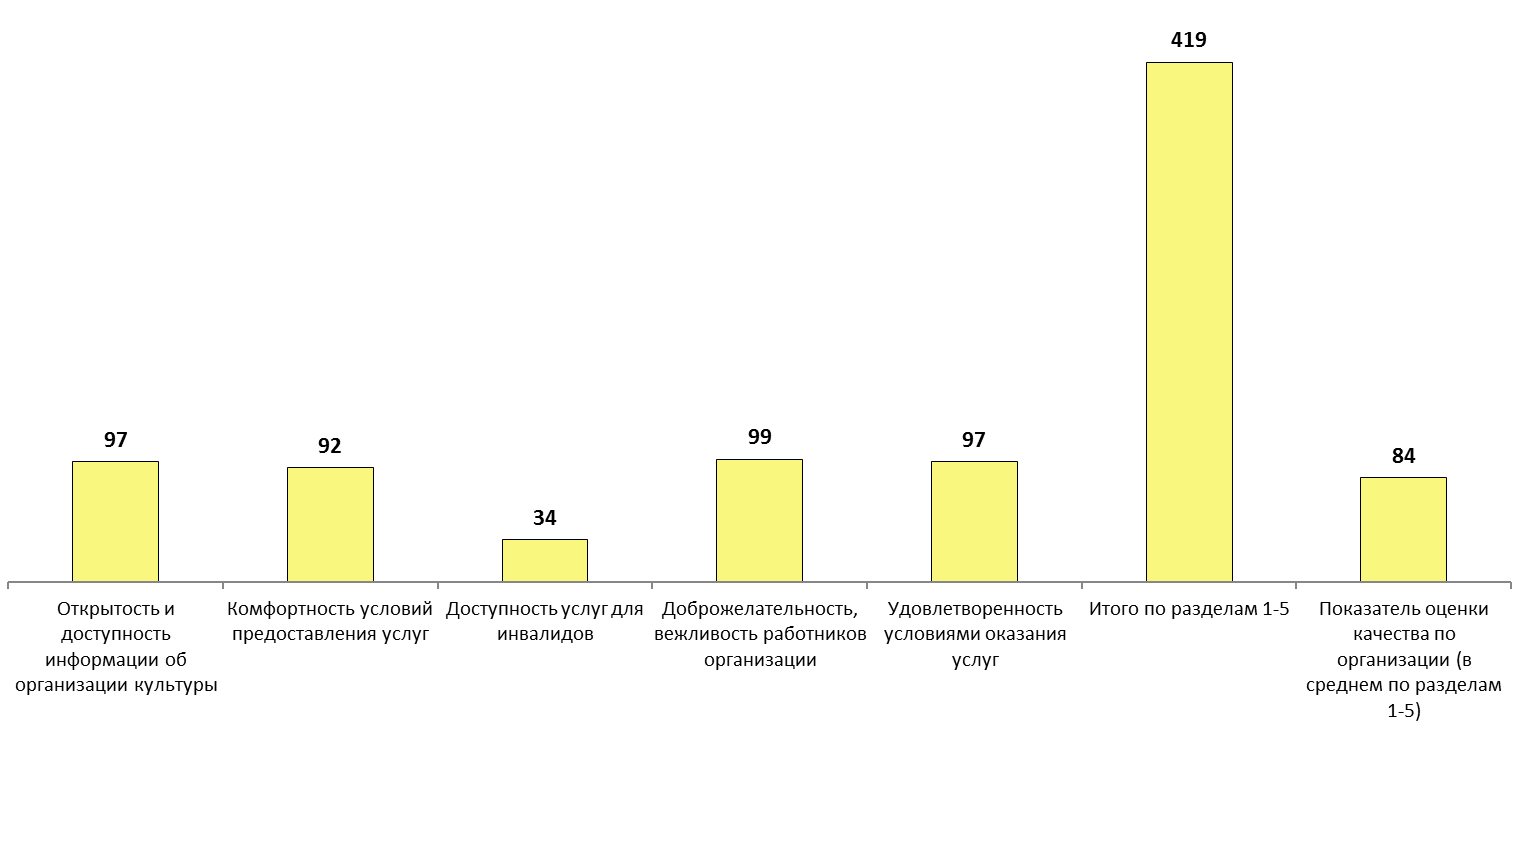 419
97
92
34
99
97
84
Открытость и
доступность
информации об
организации культуры
Комфортность условий
предоставления услуг
Доступность услуг для
инвалидов
Доброжелательность,
вежливость работников
организации
Удовлетворенность
условиями оказания
услуг
Итого по разделам 1-5
Показатель оценки
качества по
организации (в
среднем по разделам
1-5)